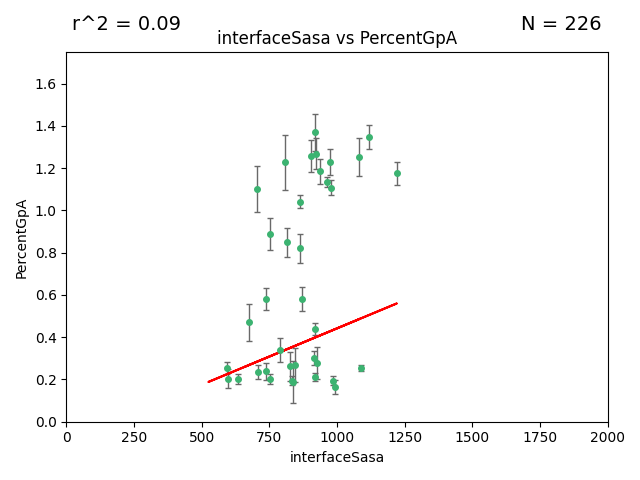 r^2 = 0.09
N = 226
interfaceSasa vs PercentGpA
PercentGpA
1.6
1.4
1.2
1.0
0.8
0.6
0.4
0.2
0.0
0 250 500 750 1000 1250 1500 1750 2000
interfaceSasa